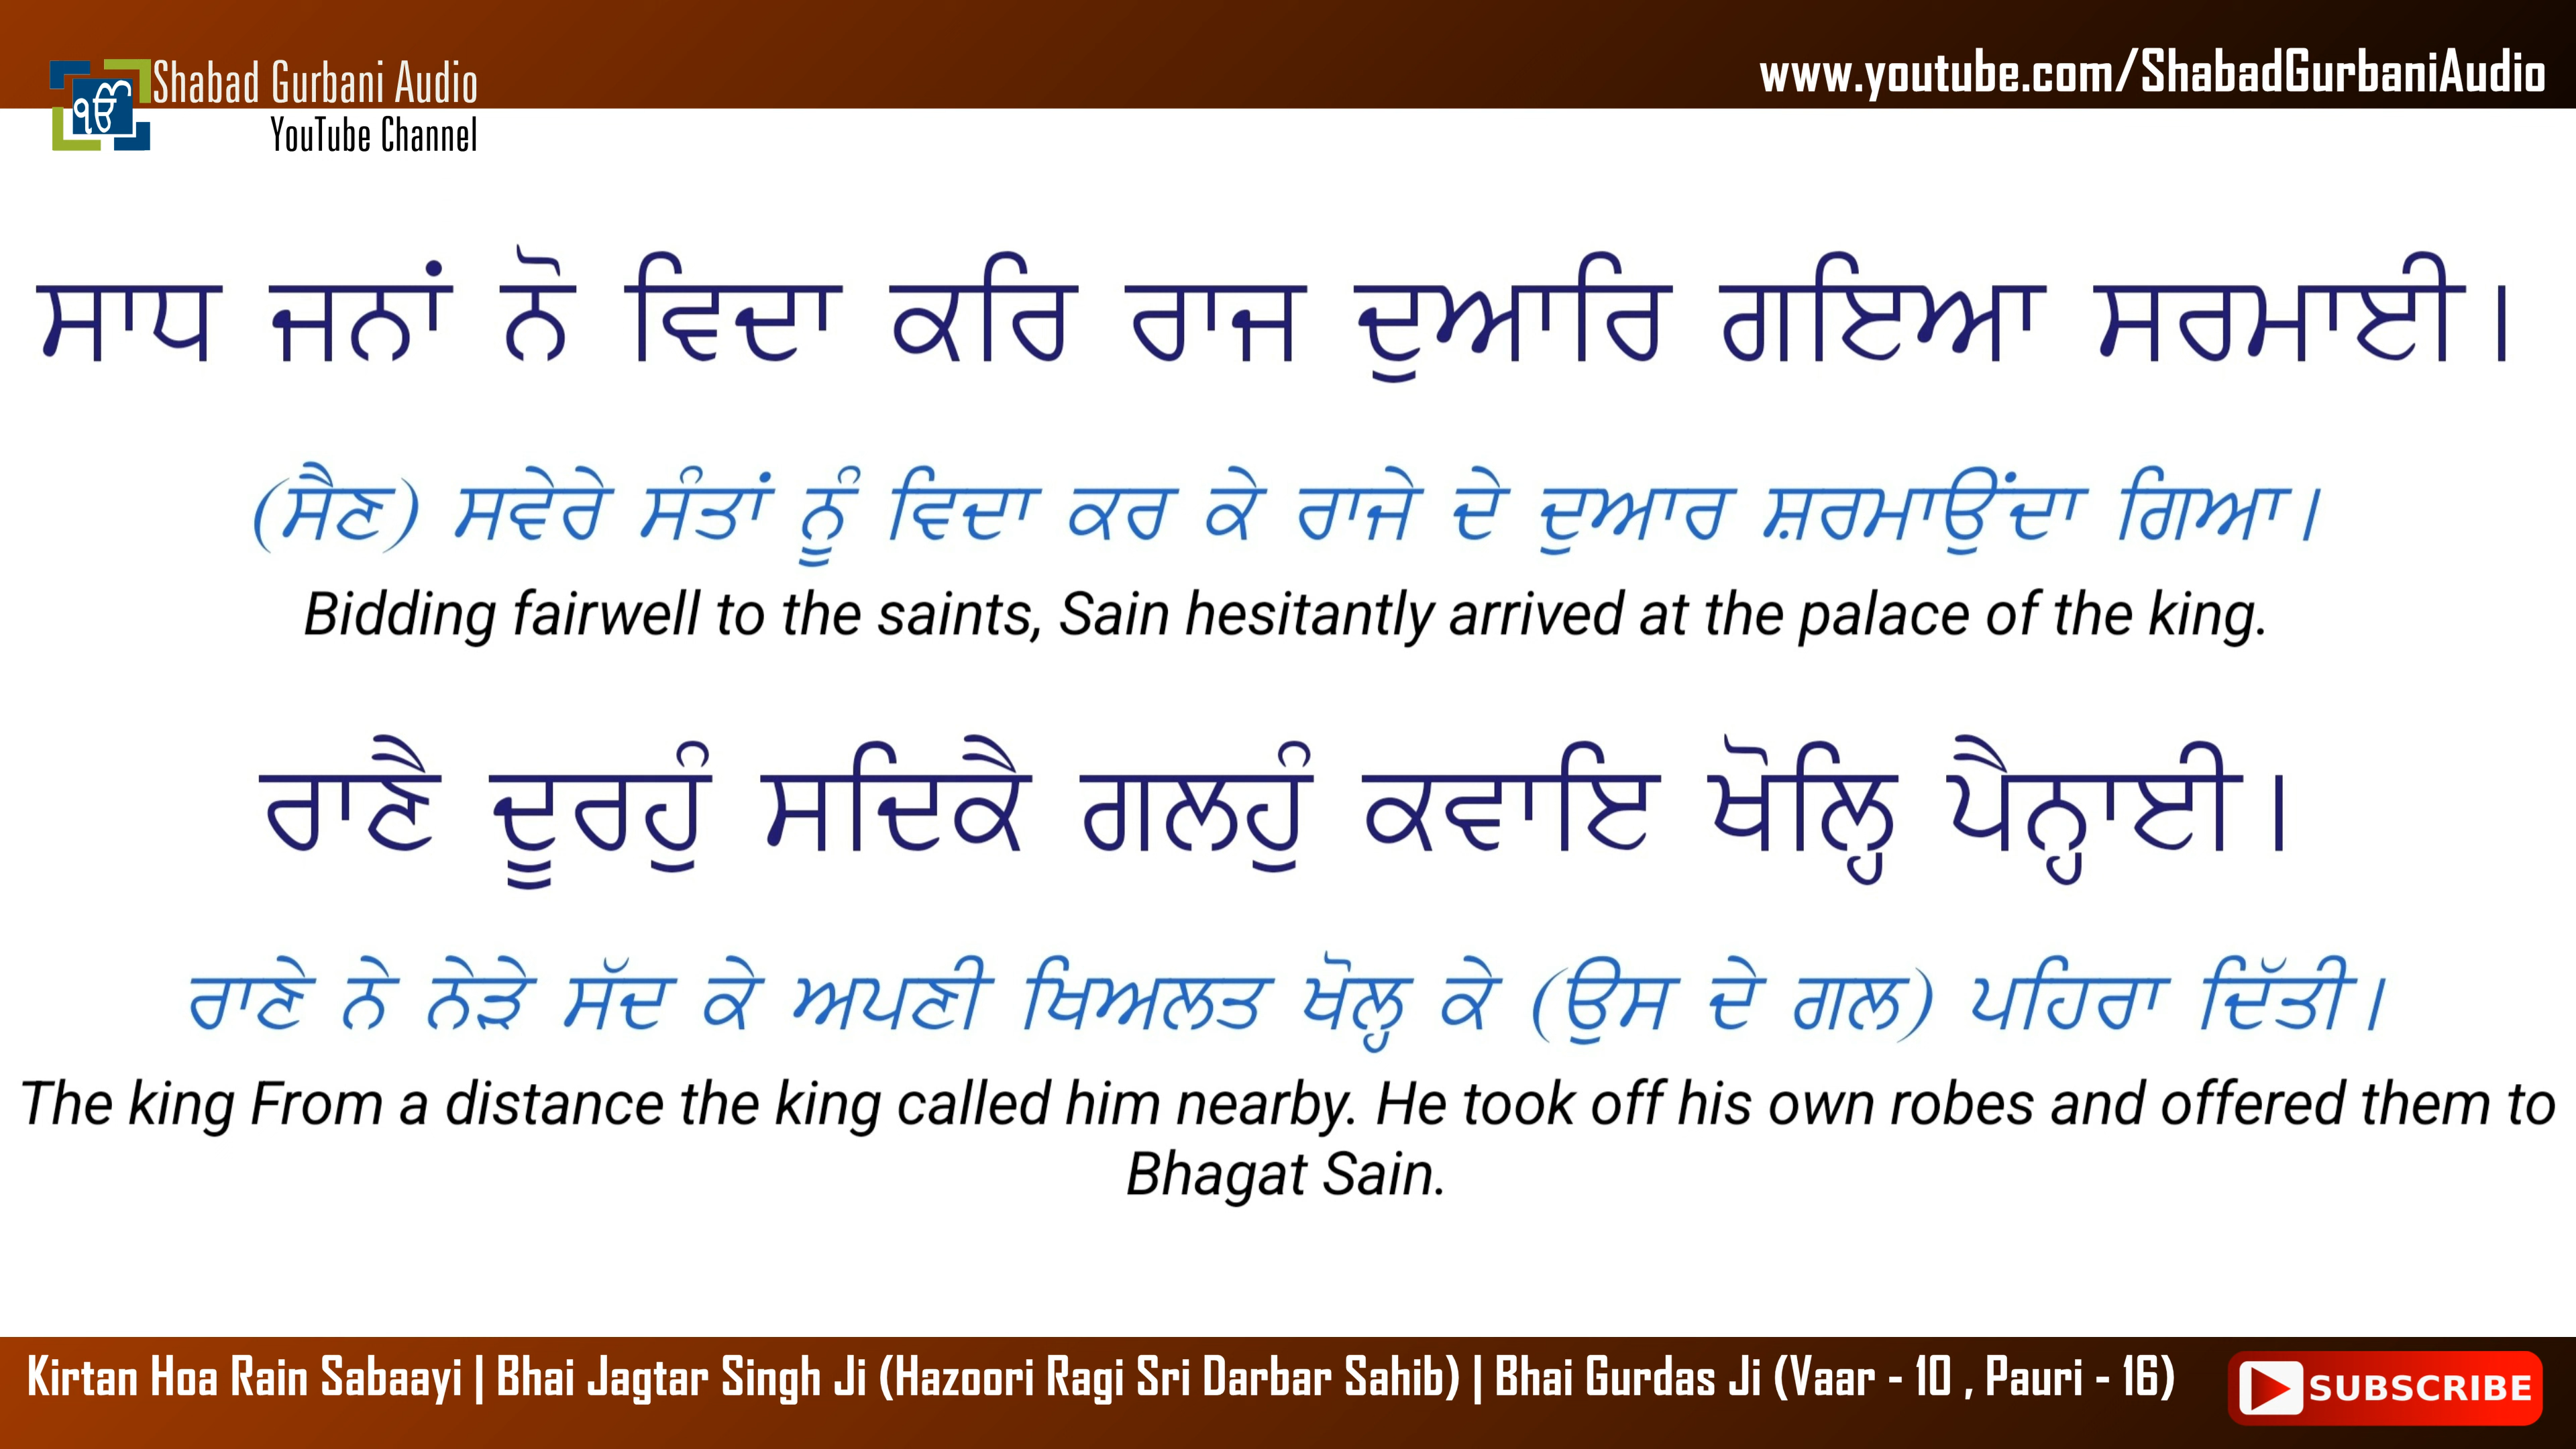 Shabad Gurbani Audio
YouTube Channel
www.youtube.com/ShabadGurbaniAudio
ਸਾਧ ਜਨਾਂ ਨੋ ਵਿਦਾ ਕਰਿ ਰਾਜ ਦੁਆਰਿ ਗਇਆ ਸਰਮਾਈ।
(ਸੈਣ) ਸਵੇਰੇ ਸੰਤਾਂ ਨੂੰ ਵਿਦਾ ਕਰ ਕੇ ਰਾਜੇ ਦੇ ਦੁਆਰ ਸ਼ਰਮਾਉਂਦਾ ਗਿਆ।
Bidding fairwell to the saints, Sain hesitantly arrived at the palace of the king.
ਰਾਣੈ ਦੂਰਹੁੰ ਸਦਿਕੈ ਗਲਹੁੰ ਕਵਾਇ ਖੋਲ੍ਹਿ ਪੈਨ੍ਹਾਈ।
ਰਾਣੇ ਨੇ ਨੇੜੇ ਸੱਦ ਕੇ ਅਪਣੀ ਖਿਅਲਤ ਖੋਲ੍ਹ ਕੇ (ਉਸ ਦੇ ਗਲ) ਪਹਿਰਾ ਦਿੱਤੀ।
The king From a distance the king called him nearby. He took off his own robes and offered them to
Bhagat Sain.
Kirtan Hoa Rain Sabaayi | Bhai Jagtar Singh Ji (Hazoori Ragi Sri Darbar Sahib) | Bhai Gurdas Ji (Vaar - 10 , Pauri - 16)
SUBSCRIBE
ੴ